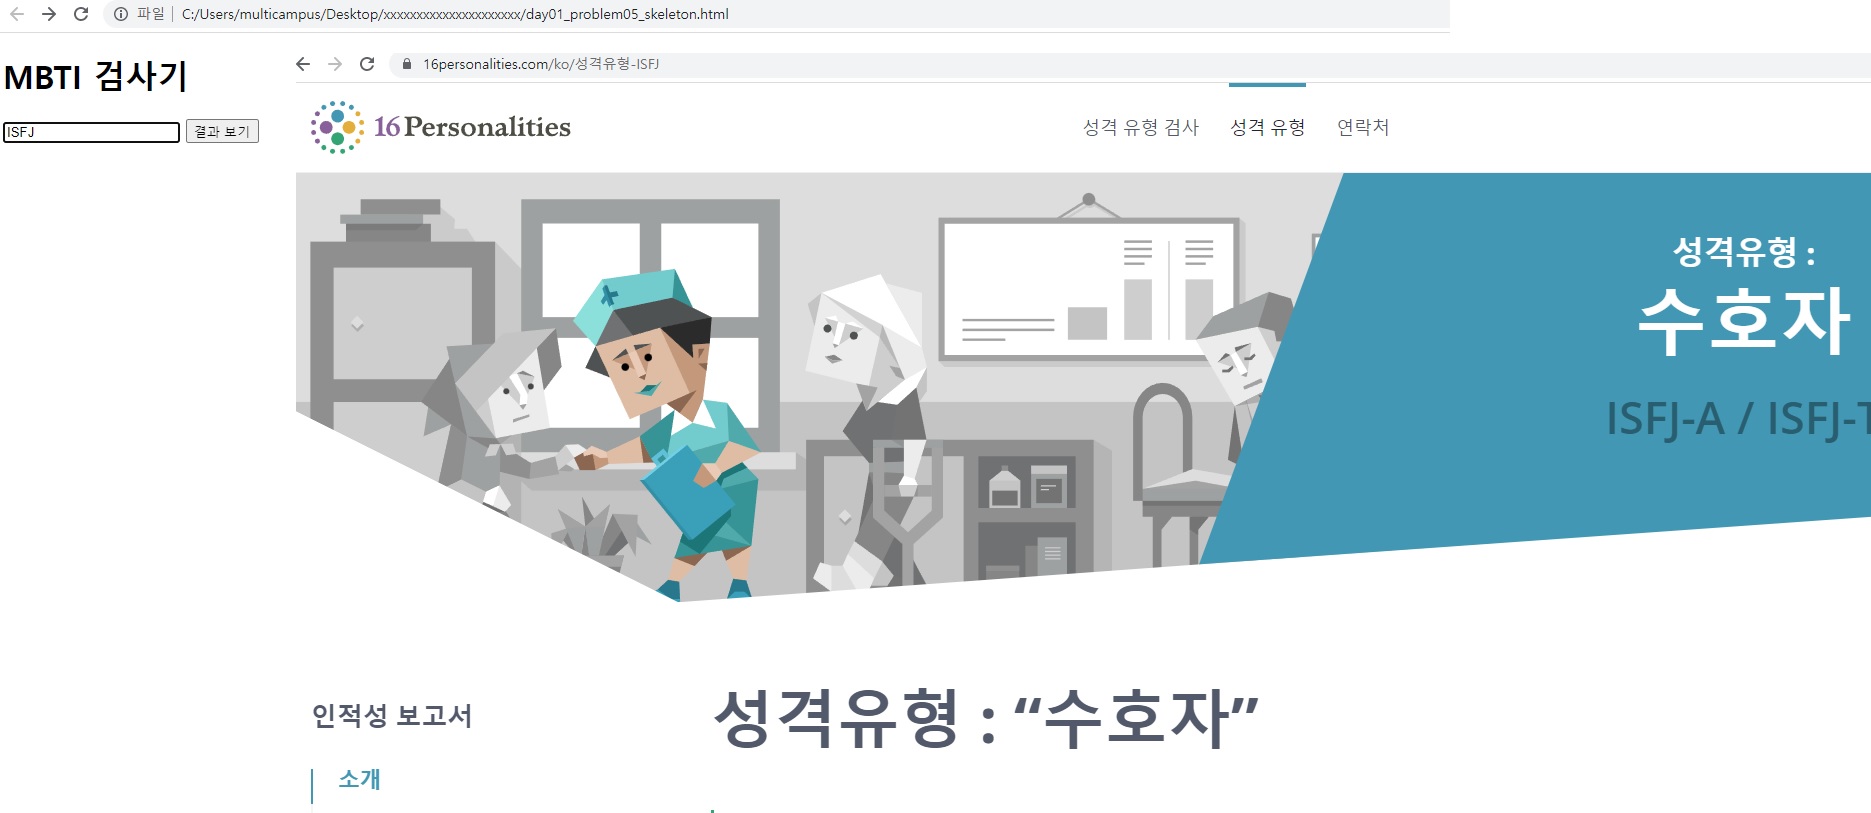 파일 C:/Users/multicampus/Desktop/xxxxxxxxxxxxxxxxxxxxx/day01_problem05_skeleton.html
MBTI 검사기
ISFJ 결과 보기
16personalities.com/ko/성격유형-ISFJ
16Personalities
성격 유형 검사 성격 유형 연락처
성격유형 :
수호자
ISFJ-A / ISFJ-T
인적성 보고서
성격유형 : “수호자”
소개